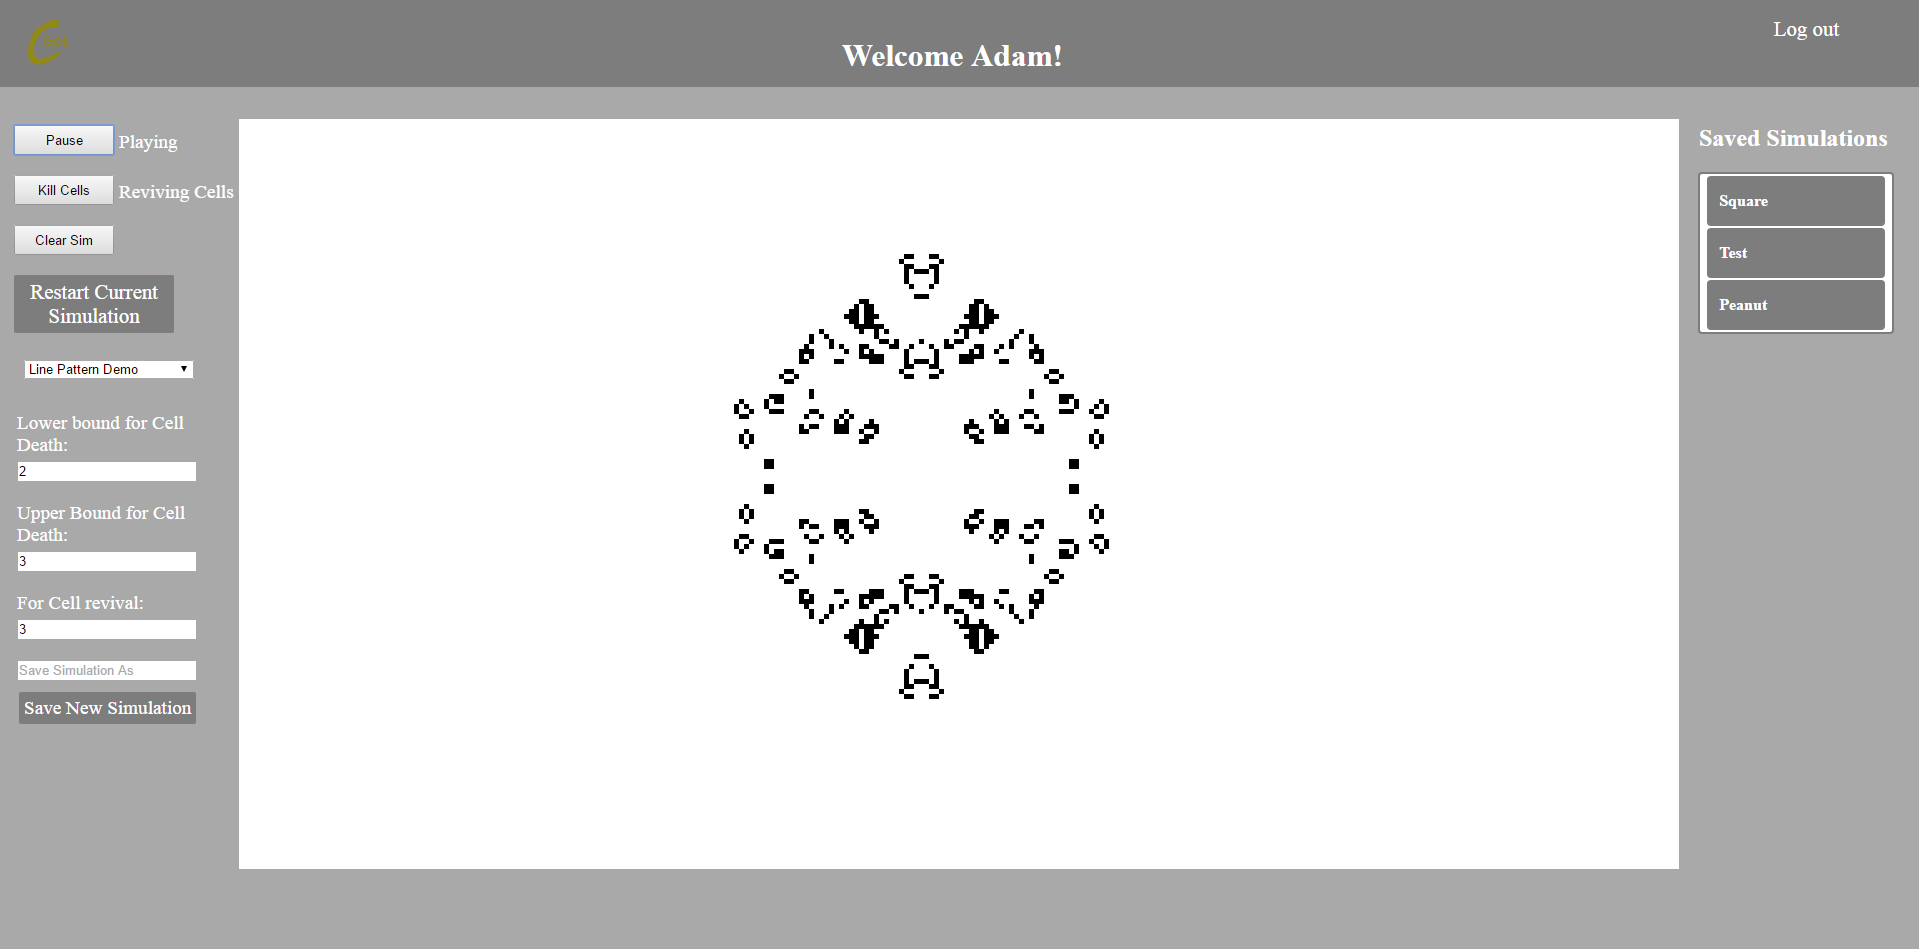 GoL
Welcome Adam!
Log out
Pause
Playing
Kill Cells
Reviving Cells
Clear Sim
Restart Current
Simulation
Line Pattern Demo
Lower bound for Cell
Death:
2
Upper Bound for Cell
Death:
3
For Cell revival:
3
Save Simulation As
Save New Simulation
Saved Simulations
Square
Test
Peanut